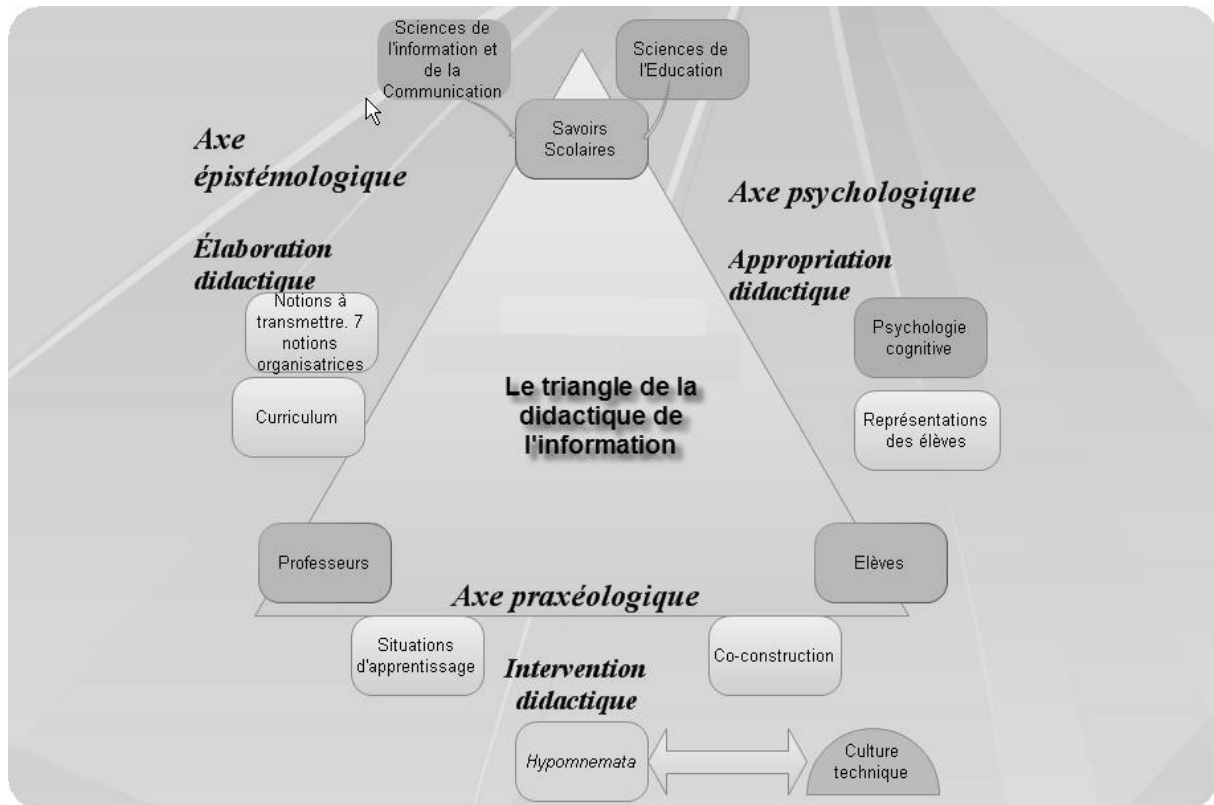 Sciences de
l'information et
de la
Communication
Sciences de
l'Education
Savoirs
Scolaires
Axe
épistémologique
Axe psychologique
Élaboration
didactique
Appropriation
didactique
Notions à
transmettre. 7
notions
organisatrices
Psychologie
cognitive
Curriculum
Représentations
des élèves
Le triangle de la
didactique de
l'information
Professeurs
Elèves
Axe praxéologique
Situations
d'apprentissage
Co-construction
Intervention
didactique
Hypomnemata
Culture
technique